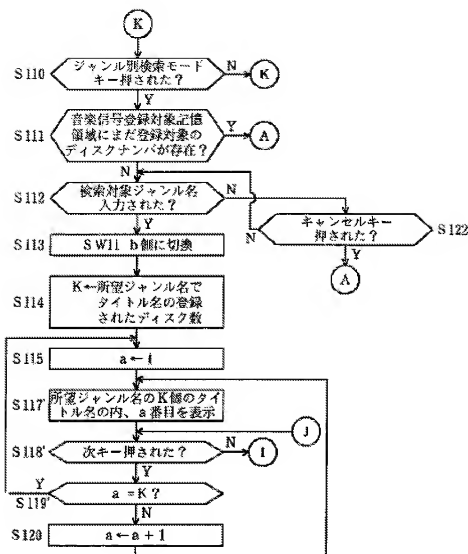 K
S110
ジャンル別検索モード
キー押された?
N
K
Y
S111
音楽信号登録対象記憶
領域にまだ登録対象の
ディスクナンバが存在?
Y
A
N
S112
検索対象ジャンル名
入力された?
N
Y
キャンセルキー
押された?
S122
N
Y
A
S113
SW11 b側に切換
S114
K←所望ジャンル名で
タイトル名の登録
されたディスク数
S115
a←1
S117'
所望ジャンル名のK個のタイ
トル名の内、a番目を表示
J
S118'
次キー押された?
N
I
Y
Y
S119'
a=K?
N
S120
a←a+1